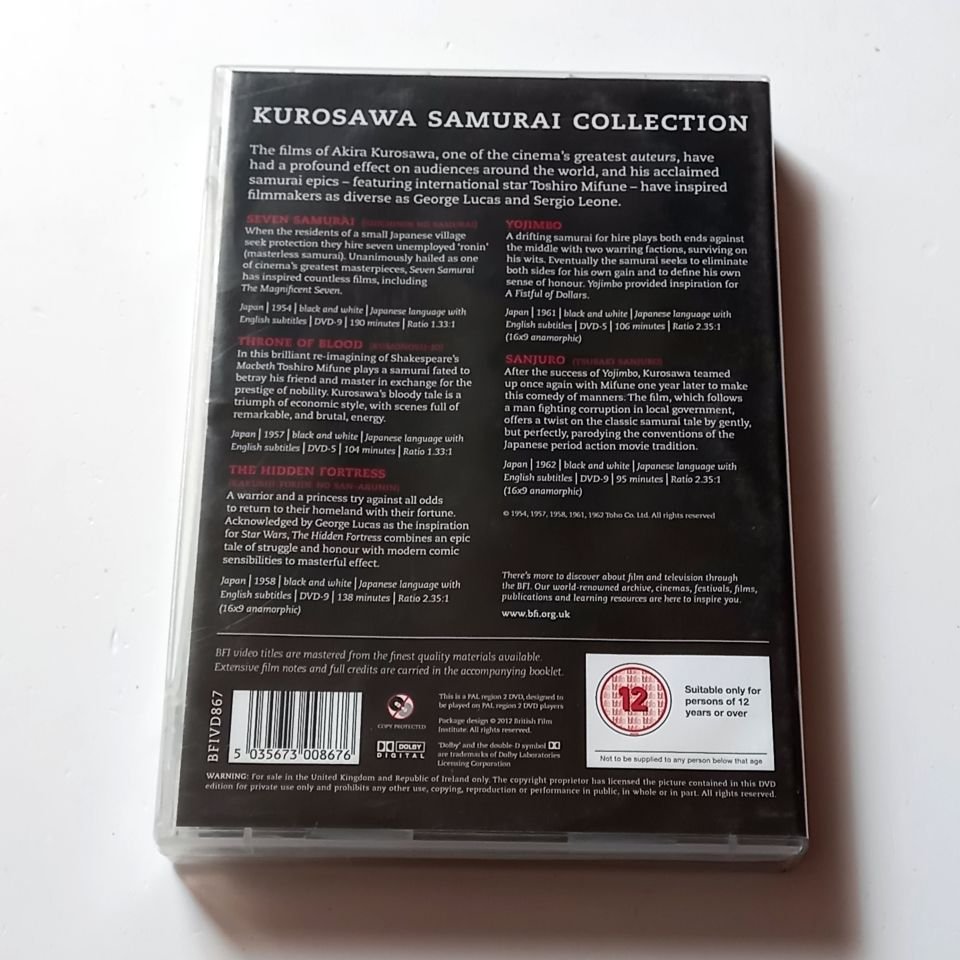 KUROSAWA SAMURAI COLLECTION
The films of Akira Kurosawa, one of the cinema's greatest auteurs, have
had a profound effect on audiences around the world, and his acclaimed
samurai epics – featuring international star Toshiro Mifune – have inspired
filmmakers as diverse as George Lucas and Sergio Leone.
SEVEN SAMURAI (SHICHININ NO SAMURAI)
When the residents of a small Japanese village
seek protection they hire seven unemployed 'ronin'
(masterless samurai). Unanimously hailed as one
of cinema's greatest masterpieces, Seven Samurai
has inspired countless films, including
The Magnificent Seven.
Japan | 1954 | black and white | Japanese language with
English subtitles | DVD-9 | 190 minutes | Ratio 1.33:1
THRONE OF BLOOD (KUMONOSU-JO)
In this brilliant re-imagining of Shakespeare's
Macbeth Toshiro Mifune plays a samurai fated to
betray his friend and master in exchange for the
prestige of nobility. Kurosawa's bloody tale is a
triumph of economic style, with scenes full of
remarkable, and brutal, energy.
Japan | 1957 | black and white | Japanese language with
English subtitles | DVD-5 | 104 minutes | Ratio 1.33:1
THE HIDDEN FORTRESS
(KAKUSHI TORIDE NO SAN-AKUNIN)
A warrior and a princess try against all odds
to return to their homeland with their fortune.
Acknowledged by George Lucas as the inspiration
for Star Wars, The Hidden Fortress combines an epic
tale of struggle and honour with modern comic
sensibilities to masterful effect.
Japan | 1958 | black and white | Japanese language with
English subtitles | DVD-9 | 138 minutes | Ratio 2.35:1
(16x9 anamorphic)
YOJIMBO
A drifting samurai for hire plays both ends against
the middle with two warring factions, surviving on
his wits. Eventually the samurai seeks to eliminate
both sides for his own gain and to define his own
sense of honour. Yojimbo provided inspiration for
A Fistful of Dollars.
Japan | 1961 | black and white | Japanese language with
English subtitles | DVD-5 | 106 minutes | Ratio 2.35:1
(16x9 anamorphic)
SANJURO (TSUBAKI SANJURO)
After the success of Yojimbo, Kurosawa teamed
up once again with Mifune one year later to make
this comedy of manners. The film, which follows
a man fighting corruption in local government,
offers a twist on the classic samurai tale by gently,
but perfectly, parodying the conventions of the
Japanese period action movie tradition.
Japan | 1962 | black and white | Japanese language with
English subtitles | DVD-9 | 95 minutes | Ratio 2.35:1
(16x9 anamorphic)
© 1954, 1957, 1958, 1961, 1962 Toho Co. Ltd. All rights reserved
There's more to discover about film and television through
the BFI. Our world-renowned archive, cinemas, festivals, films,
publications and learning resources are here to inspire you.
www.bfi.org.uk
BFI video titles are mastered from the finest quality materials available.
Extensive film notes and full credits are carried in the accompanying booklet.
BFIVD867
5 035673 008676
COPY PROTECTED
DOLBY
DIGITAL
This is a PAL region 2 DVD, designed to
be played on PAL region 2 DVD players
Package design © 2012 British Film
Institute. All rights reserved.
'Dolby' and the double-D symbol
are trademarks of Dolby Laboratories
Licensing Corporation
12
Suitable only for
persons of 12
years or over
Not to be supplied to any person below that age
WARNING: For sale in the United Kingdom and Republic of Ireland only. The copyright proprietor has licensed the picture contained in this DVD
edition for private use only and prohibits any other use, copying, reproduction or performance in public, in whole or in part. All rights reserved.